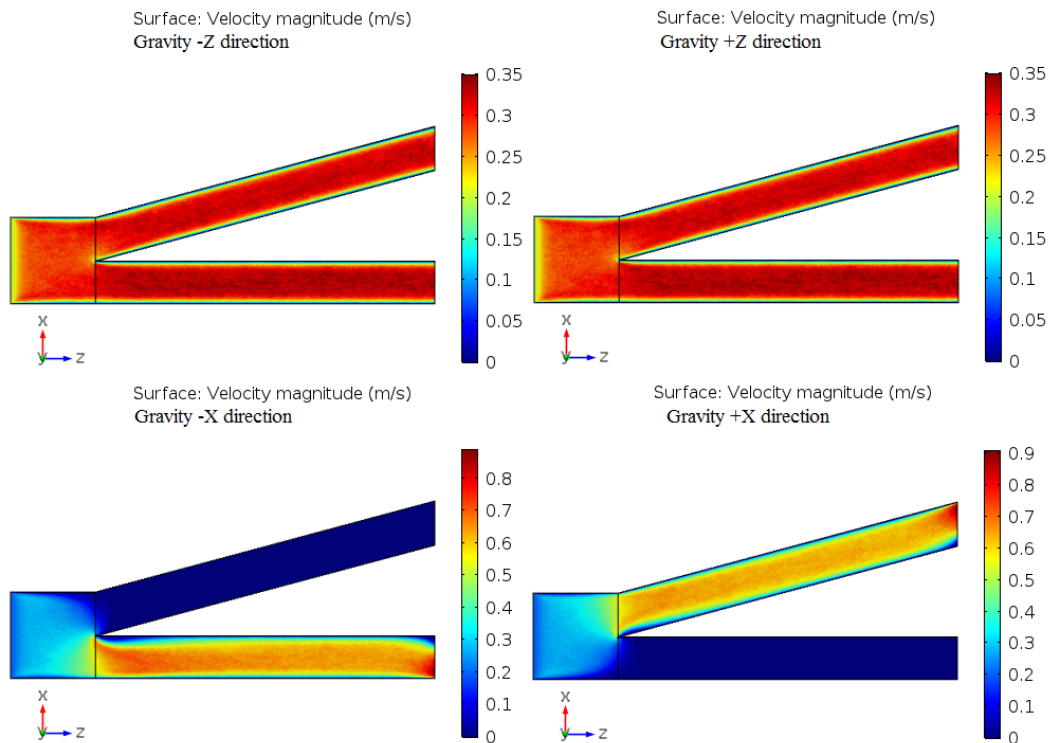 Surface: Velocity magnitude (m/s)
Gravity -Z direction
0.35
0.3
0.25
0.2
0.15
0.1
0.05
0
x
y
z
Surface: Velocity magnitude (m/s)
Gravity +Z direction
0.35
0.3
0.25
0.2
0.15
0.1
0.05
0
x
y
z
Surface: Velocity magnitude (m/s)
Gravity -X direction
0.8
0.7
0.6
0.5
0.4
0.3
0.2
0.1
0
x
y
z
Surface: Velocity magnitude (m/s)
Gravity +X direction
0.9
0.8
0.7
0.6
0.5
0.4
0.3
0.2
0.1
0
x
y
z